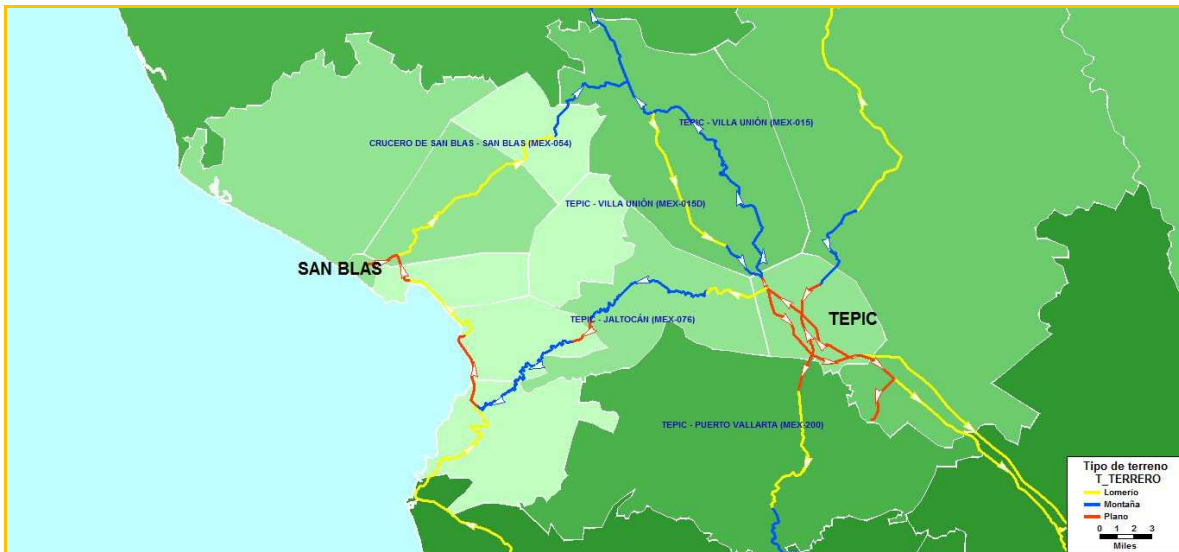 TEPIC - VILLA UNIÓN (MEX-015)
CRUCERO DE SAN BLAS - SAN BLAS (MEX-054)
TEPIC - VILLA UNIÓN (MEX-015D)
SAN BLAS
TEPIC - JALTOCÁN (MEX-076)
TEPIC
TEPIC - PUERTO VALLARTA (MEX-200)
Tipo de terreno
T_TERRERO
Lomerío
Montaña
Plano
0 1 2 3
Miles